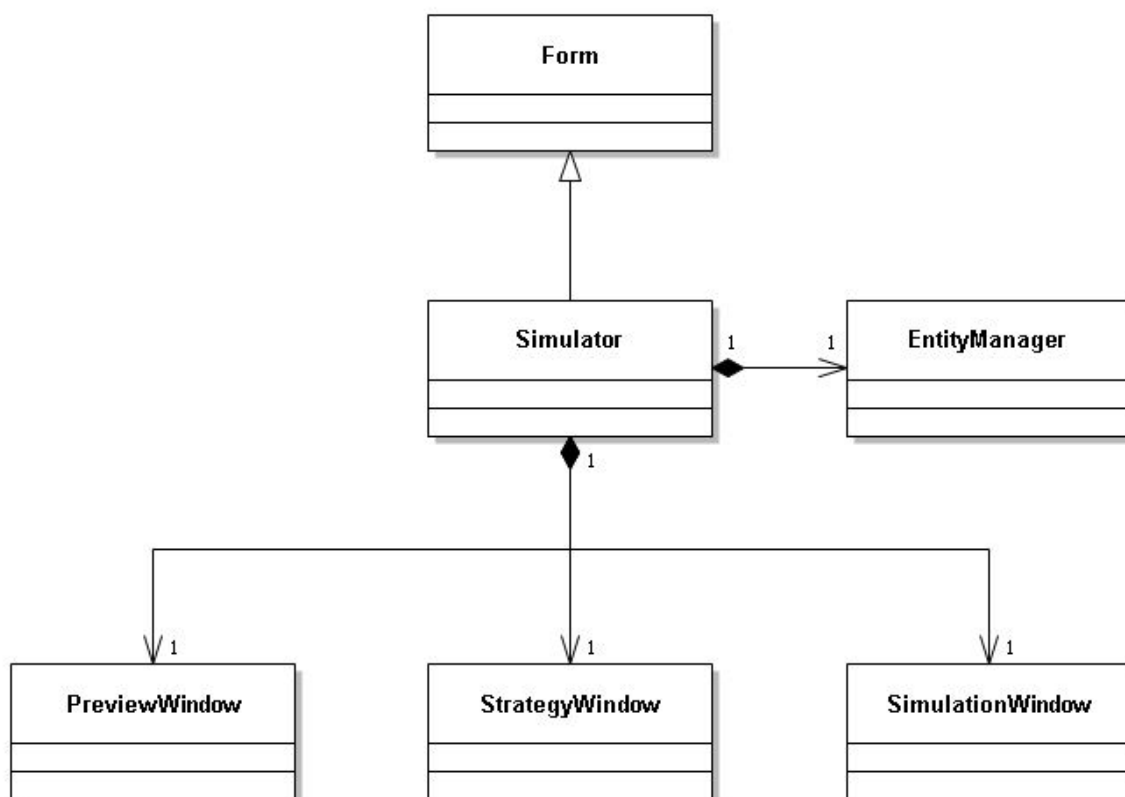 Form
Simulator
1
1
EntityManager
1
1
1
1
PreviewWindow
StrategyWindow
SimulationWindow